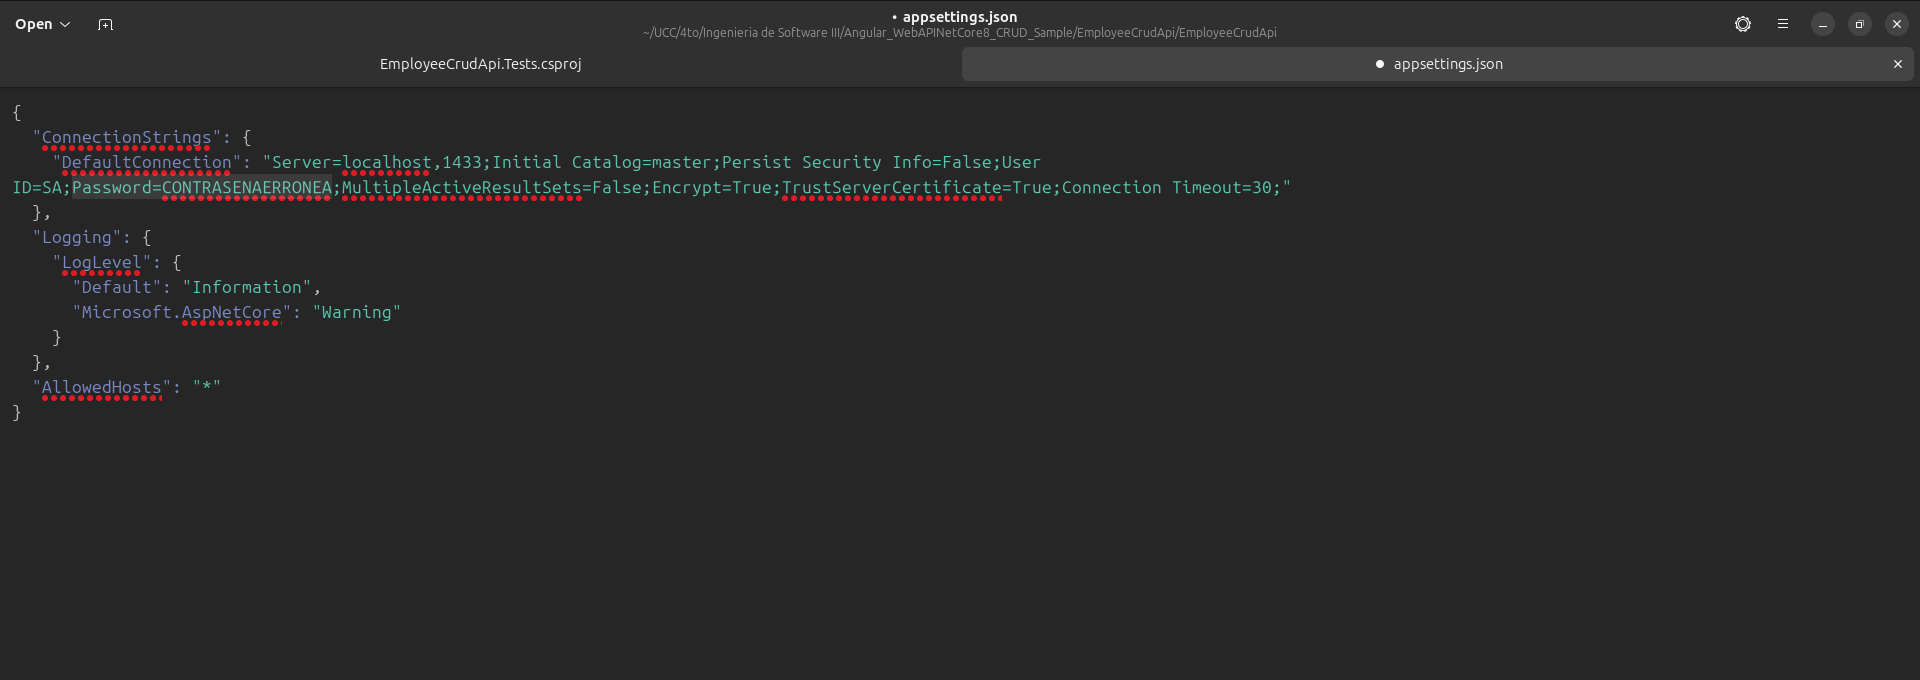 Open
• appsettings.json
~/UCC/4to/Ingenieria de Software III/Angular_WebAPINetCore8_CRUD_Sample/EmployeeCrudApi/EmployeeCrudApi
EmployeeCrudApi.Tests.csproj
● appsettings.json
{
  "ConnectionStrings": {
    "DefaultConnection": "Server=localhost,1433;Initial Catalog=master;Persist Security Info=False;User
ID=SA;Password=CONTRASENAERRONEA;MultipleActiveResultSets=False;Encrypt=True;TrustServerCertificate=True;Connection Timeout=30;"
  },
  "Logging": {
    "LogLevel": {
      "Default": "Information",
      "Microsoft.AspNetCore": "Warning"
    }
  },
  "AllowedHosts": "*"
}